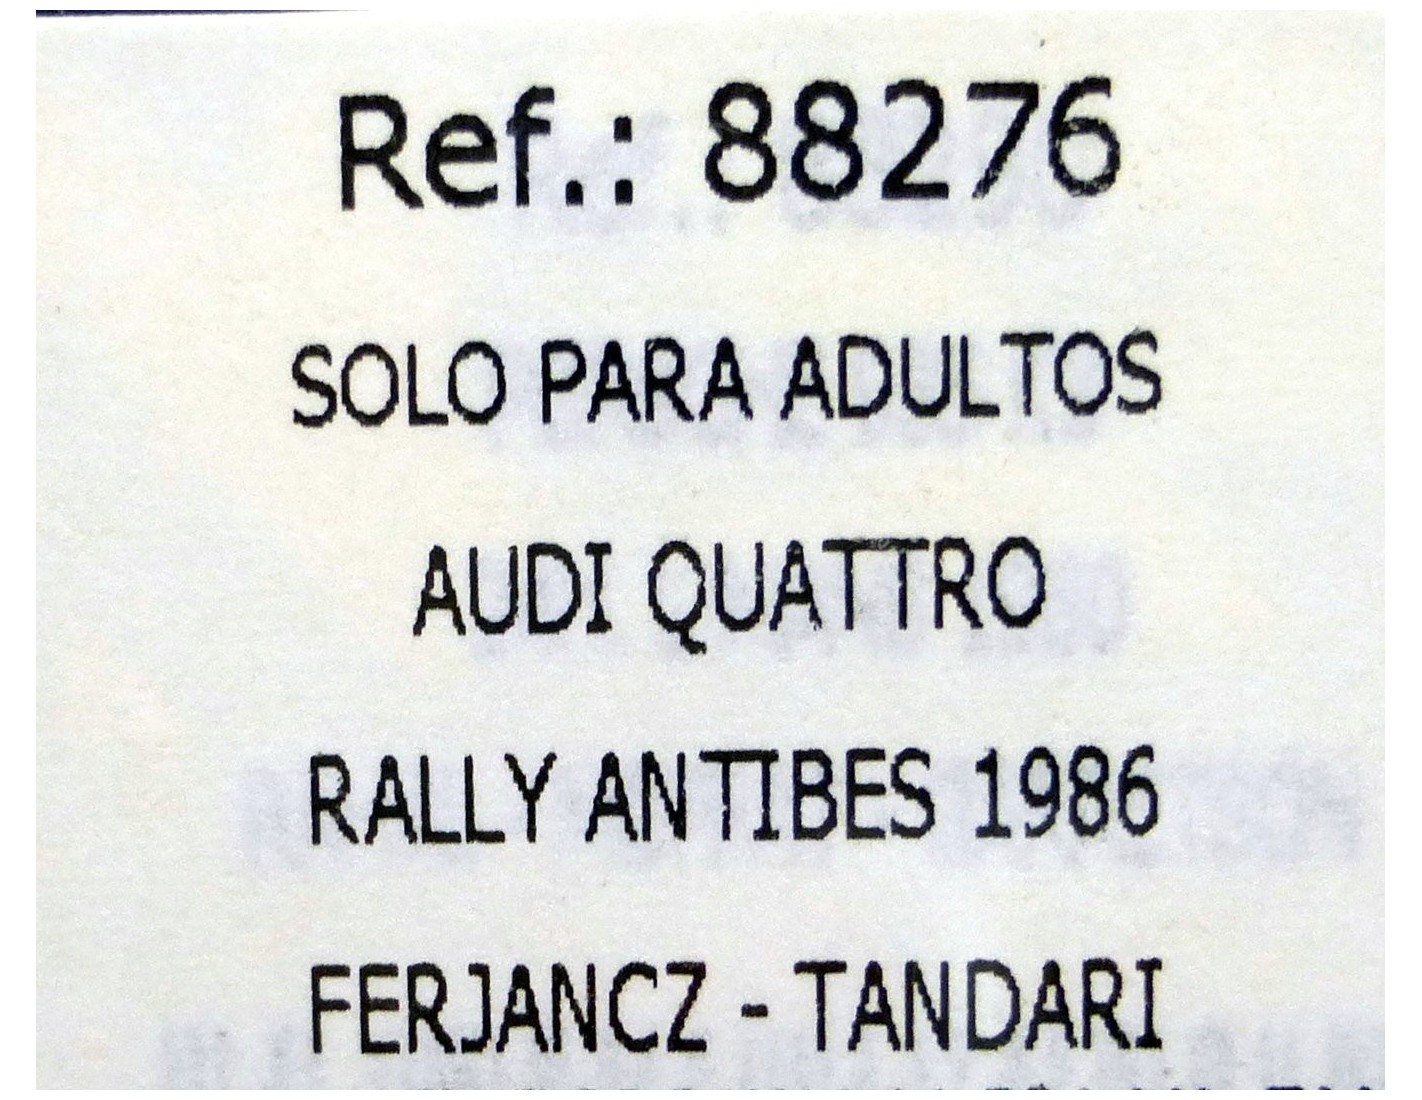 Ref.: 88276
SOLO PARA ADULTOS
AUDI QUATTRO
RALLY ANTIBES 1986
FERJANCZ - TANDARI